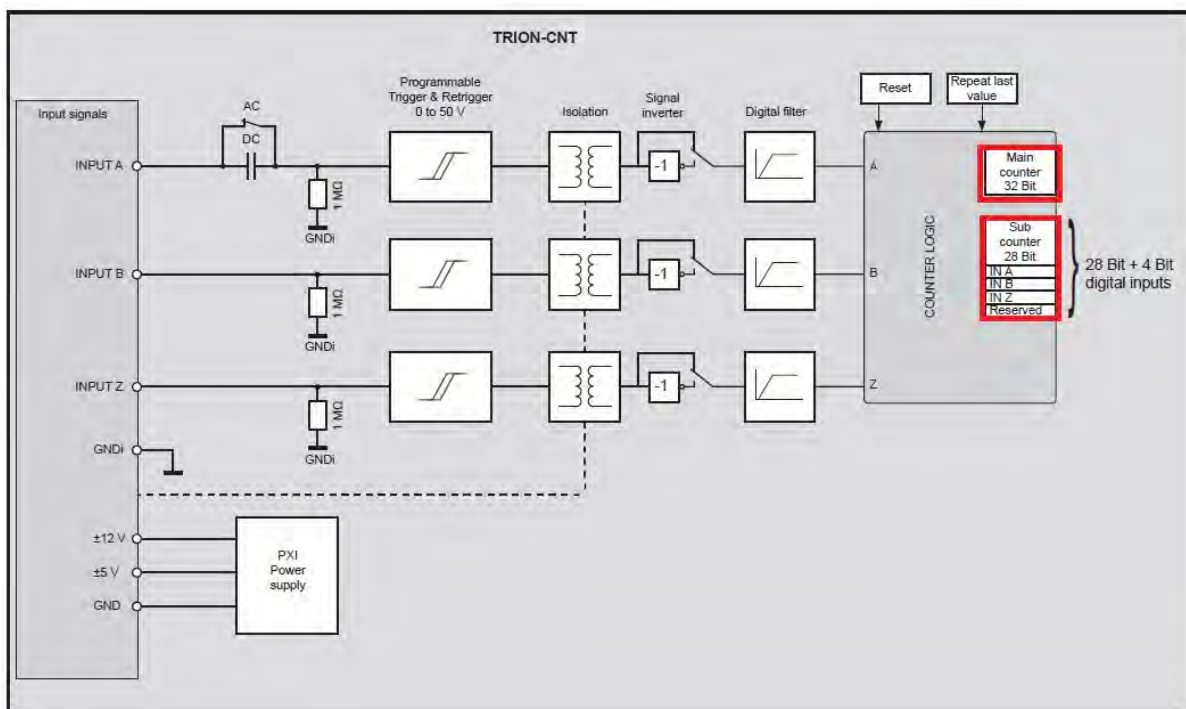 TRION-CNT
Input signals
AC
DC
Programmable
Trigger & Retrigger
0 to 50 V
Isolation
Signal
inverter
Digital filter
Reset
Repeat last
value
INPUT A
1 MΩ
GNDi
-1
A
Main
counter
32 Bit
INPUT B
1 MΩ
GNDi
-1
B
COUNTER LOGIC
Sub
counter
28 Bit
IN A
IN B
IN Z
Reserved
28 Bit + 4 Bit
digital inputs
INPUT Z
1 MΩ
GNDi
-1
Z
GNDi
±12 V
±5 V
GND
PXI
Power
supply